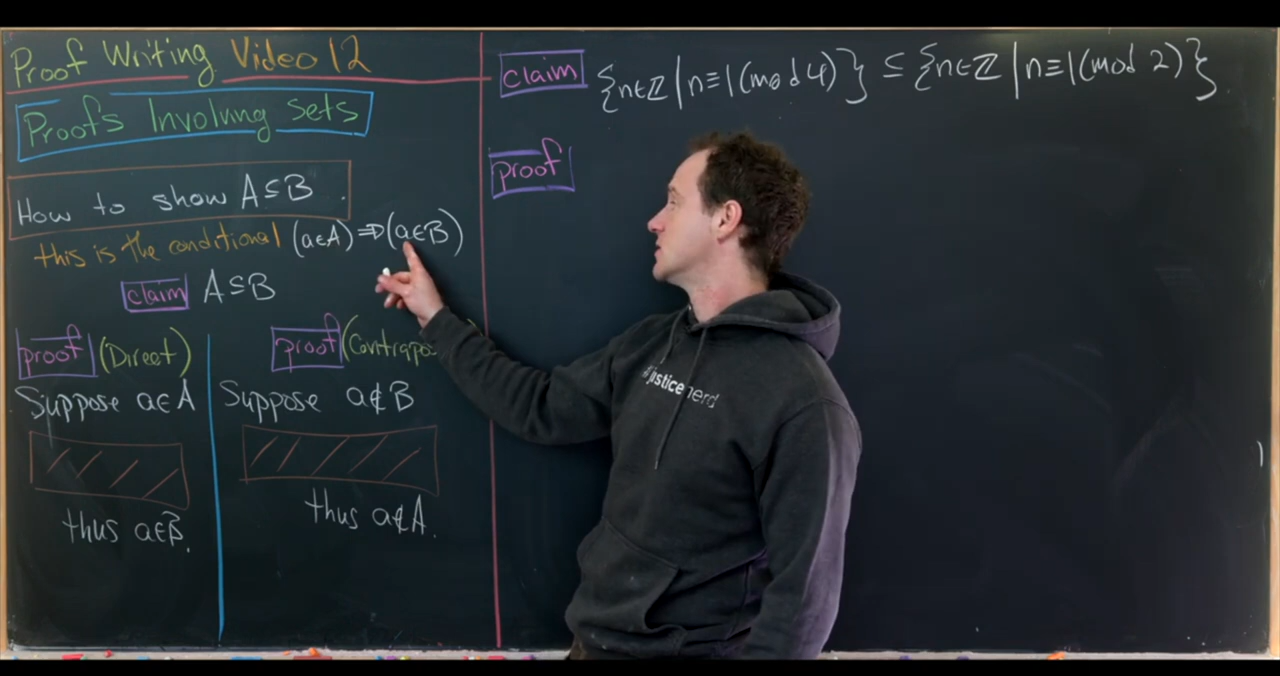 Proof Writing Video 12
Proofs Involving Sets
How to show A ⊆ B.
this is the conditional (a∈A) ⇒ (a∈B)
claim A ⊆ B
proof (Direct)
Suppose a∈A
thus a∈B.
proof
Suppose a∉B
thus a∉A.
claim {n∈ℤ | n≡1(mod 4)} ⊆ {n∈ℤ | n≡1(mod 2)}
proof
justice nerd